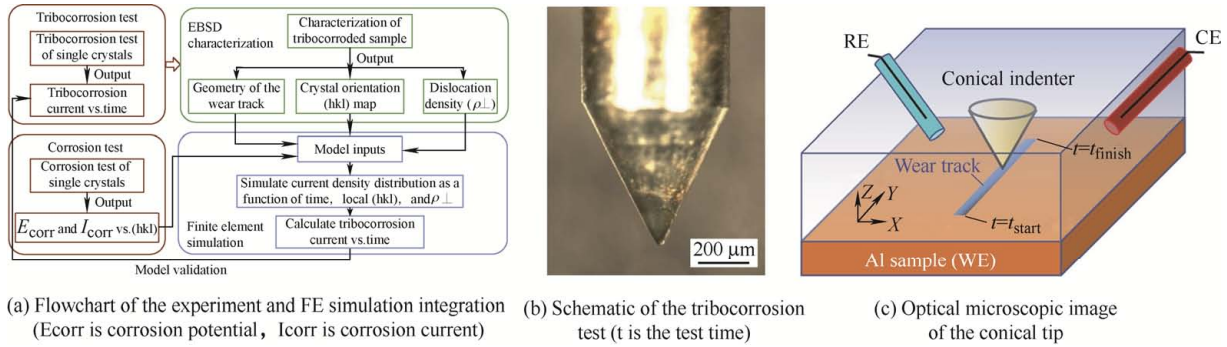 Tribocorrosion test
Tribocorrosion test
of single crystals
Output
Tribocorrosion
current vs.time
EBSD
characterization
Characterization of
tribocorroded sample
Output
Geometry of the
wear track
Crystal orientation
(hkl) map
Dislocation
density (ρ⊥)
Corrosion test
Corrosion test of
single crystals
Output
Ecorr and Icorr vs.(hkl)
Model inputs
Simulate current density distribution as a
function of time, local (hkl), andρ⊥
Finite element
simulation
Calculate tribocorrosion
current vs.time
Model validation
(a) Flowchart of the experiment and FE simulation integration
(Ecorr is corrosion potential, Icorr is corrosion current)
200 μm
(b) Schematic of the tribocorrosion
test (t is the test time)
RE
CE
Conical indenter
t=tfinish
Wear track
Z
Y
X
t=tstart
Al sample (WE)
(c) Optical microscopic image
of the conical tip